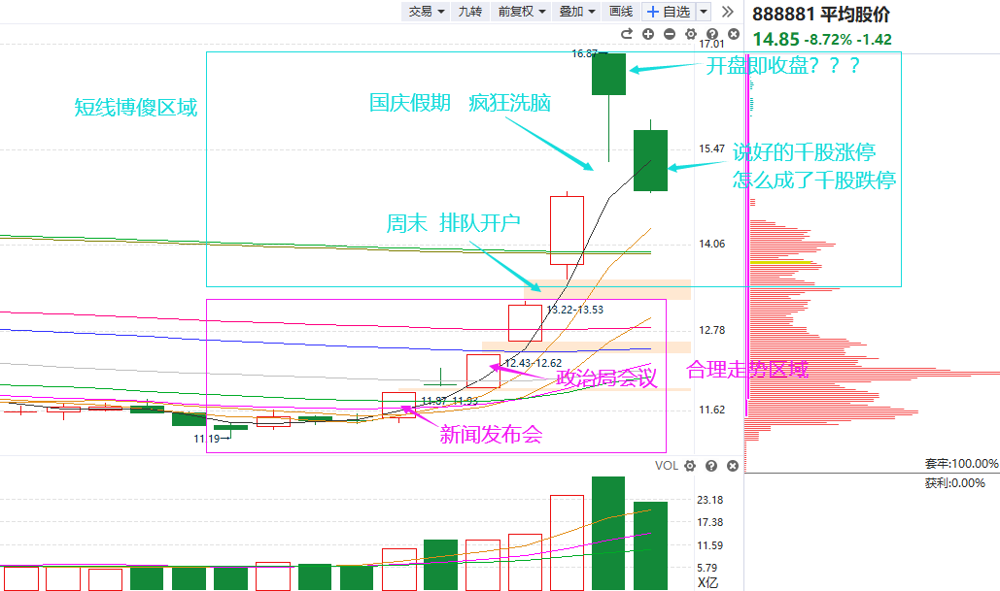 交易 九转 前复权 叠加 画线 自选
888881 平均股价
14.85 -8.72% -1.42
17.01
16.87
开盘即收盘？？？
短线博傻区域
国庆假期 疯狂洗脑
15.47
说好的千股涨停
怎么成了千股跌停
周末 排队开户
14.06
13.22-13.53
12.78
12.43-12.62
政治局会议
合理走势区域
11.87-11.93
11.62
新闻发布会
11.19
套牢:100.00%
VOL
获利:0.00%
23.18
17.38
11.59
5.79
X亿